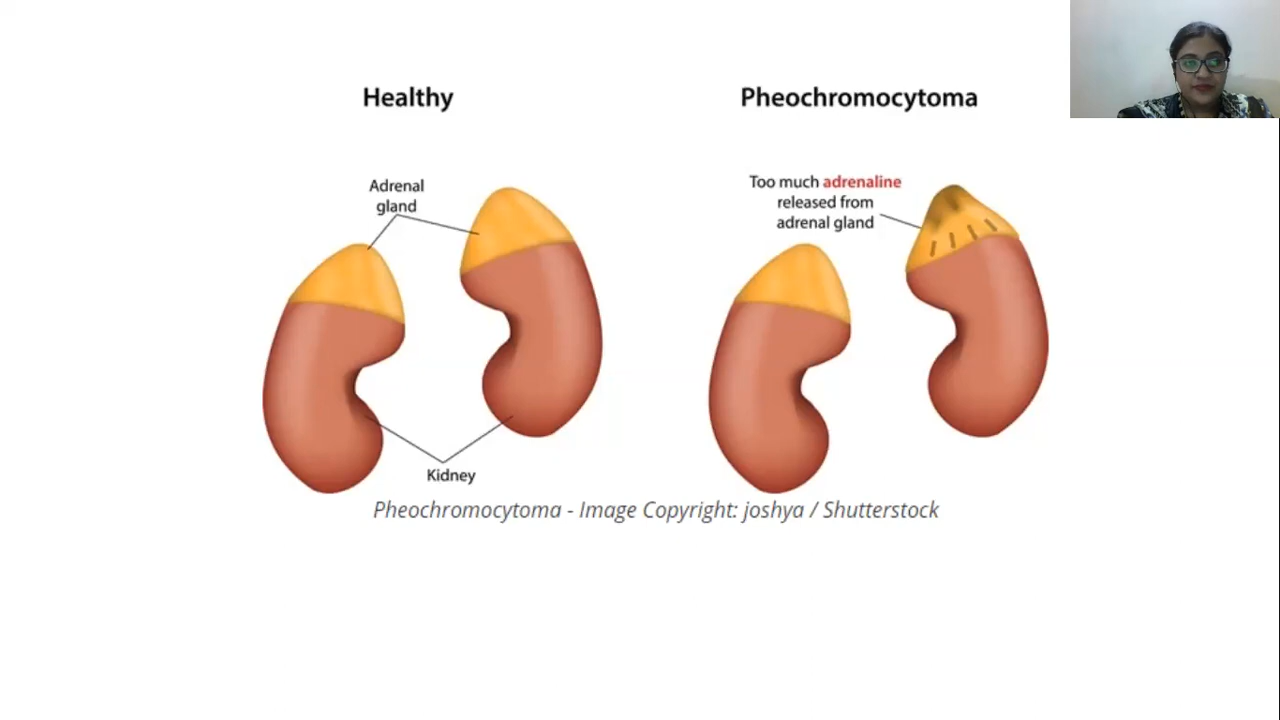 Healthy
Adrenal
gland
Kidney
Pheochromocytoma
Too much adrenaline
released from
adrenal gland
Pheochromocytoma - Image Copyright: joshya / Shutterstock